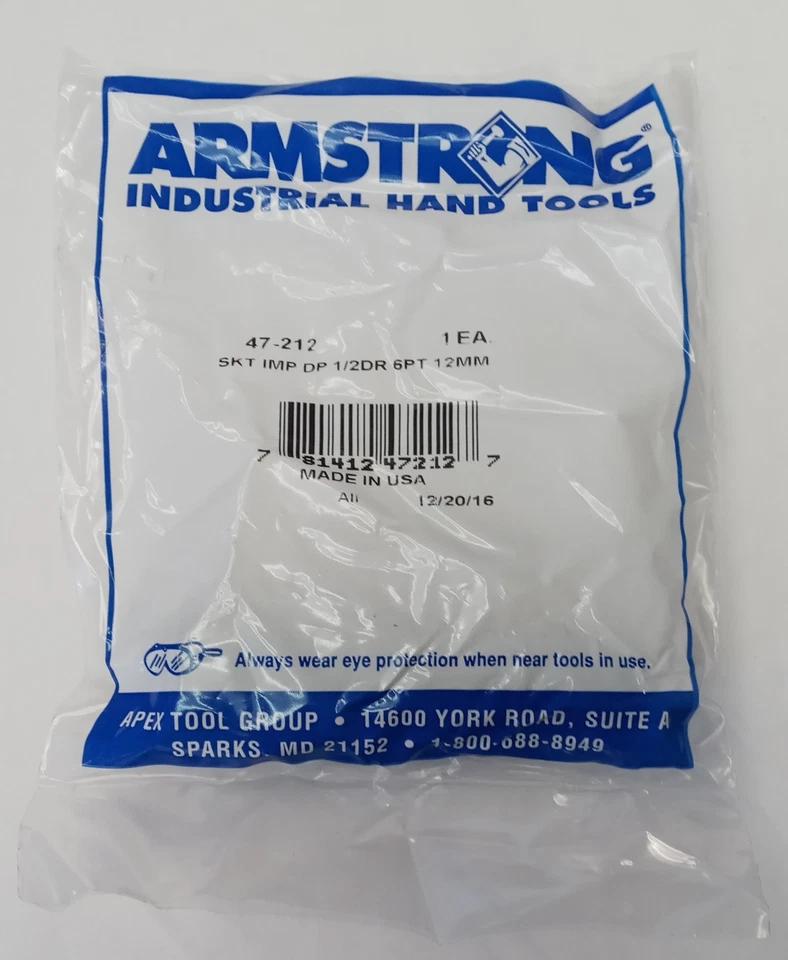 ARMSTRONG®
INDUSTRIAL HAND TOOLS
47-212 1 EA.
SKT IMP DP 1/2DR 6PT 12MM
7 81412 47212 7
MADE IN USA
12/20/16
Always wear eye protection when near tools in use.
APEX TOOL GROUP • 14600 YORK ROAD, SUITE A
SPARKS, MD 21152 • 1-800-688-8949